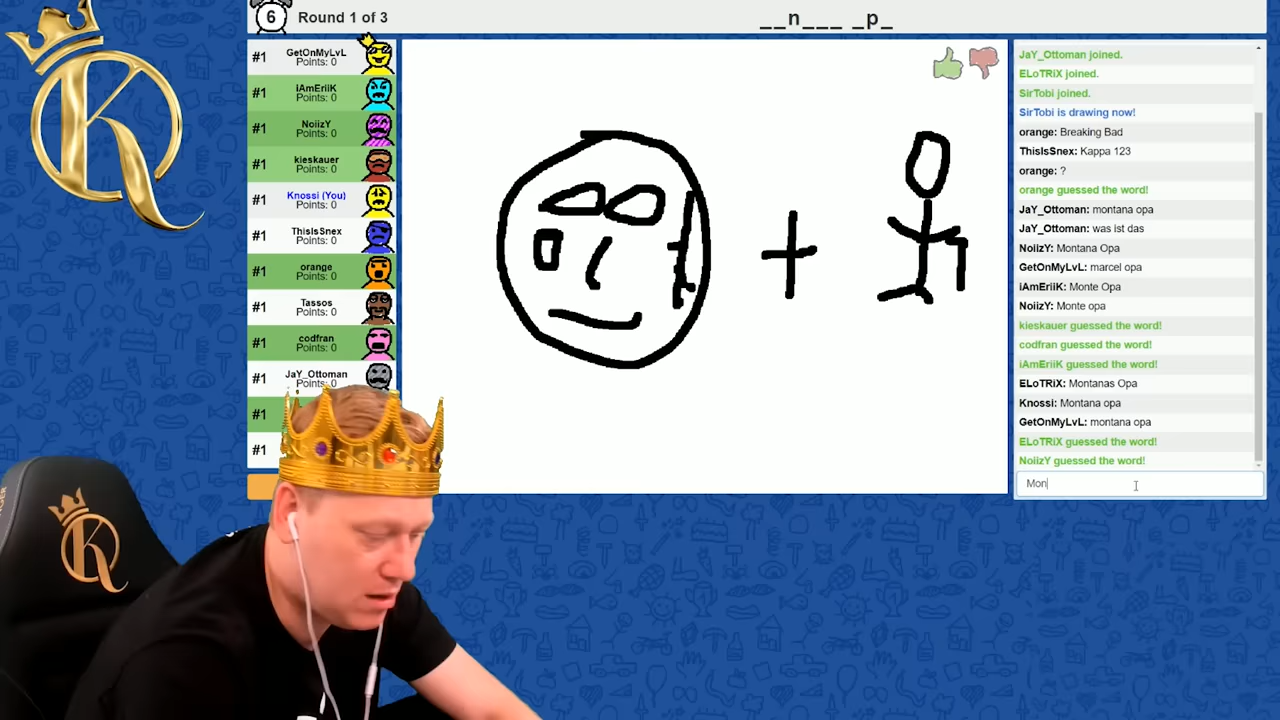 6 Round 1 of 3 __n___ _p_
#1 GetOnMyLvL
Points: 0
#1 iAmEriiK
Points: 0
#1 NoiizY
Points: 0
#1 kieskauer
Points: 0
#1 Knossi (You)
Points: 0
#1 ThisIsSnex
Points: 0
#1 orange
Points: 0
#1 Tassos
Points: 0
#1 codfran
Points: 0
#1 JaY_Ottoman
Points: 0
#1
#1
JaY_Ottoman joined.
ELoTRiX joined.
SirTobi joined.
SirTobi is drawing now!
orange: Breaking Bad
ThisIsSnex: Kappa 123
orange: ?
orange guessed the word!
JaY_Ottoman: montana opa
JaY_Ottoman: was ist das
NoiizY: Montana Opa
GetOnMyLvL: marcel opa
iAmEriiK: Monte Opa
NoiizY: Monte opa
kieskauer guessed the word!
codfran guessed the word!
iAmEriiK guessed the word!
ELoTRiX: Montanas Opa
Knossi: Montana opa
GetOnMyLvL: montana opa
ELoTRiX guessed the word!
NoiizY guessed the word!
Mon
K
K